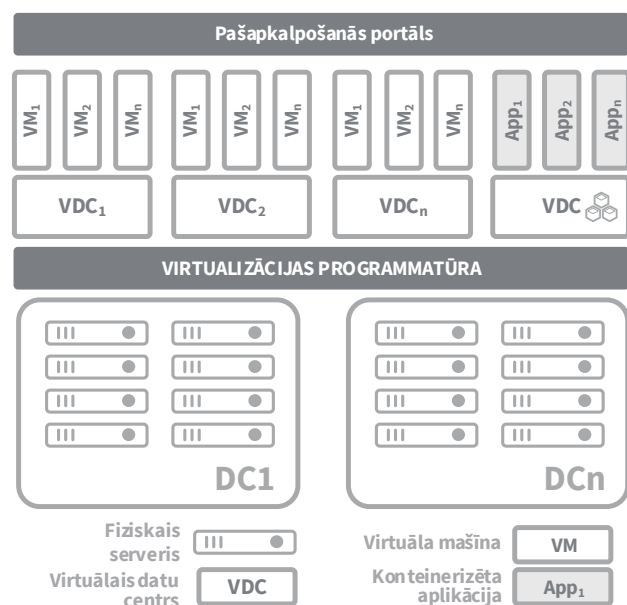 Pašapkalpošanās portāls
VM₁ VM₂ VMₙ VM₁ VM₂ VMₙ VM₁ VM₂ VMₙ App₁ App₂ Appₙ
VDC₁ VDC₂ VDCₙ VDC
VIRTUALIZĀCIJAS PROGRAMMATŪRA
DC1 DCn
Fiziskais
serveris
Virtuāla mašīna VM
Virtuālais datu
centrs
VDC
Konteinerizēta
aplikācija
App₁